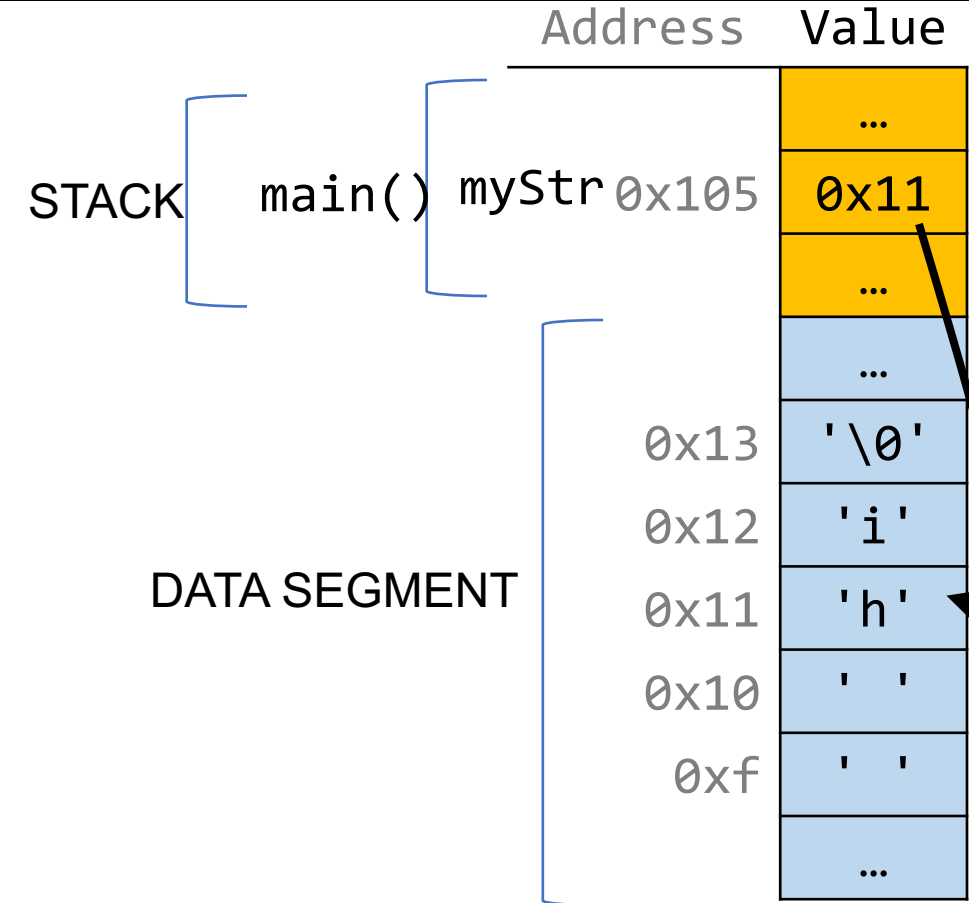 Address Value
…
STACK main() myStr 0x105 0x11
…
…
0x13 '\0'
0x12 'i'
DATA SEGMENT
0x11 'h'
0x10 ' '
0xf ' '
…